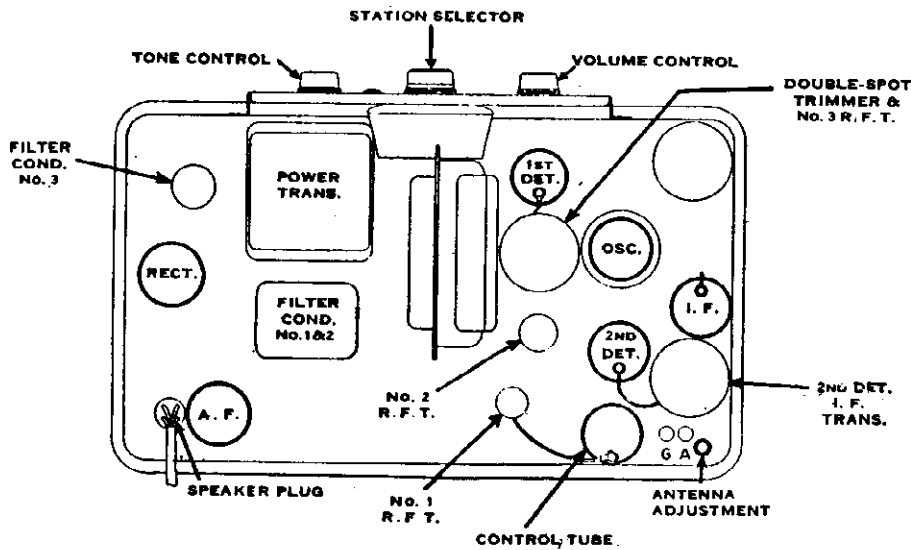 STATION SELECTOR
TONE CONTROL
VOLUME CONTROL
DOUBLE-SPOT
TRIMMER &
No. 3 R.F.T.
FILTER
COND.
No. 3
POWER
TRANS.
1ST
DET.
OSC.
RECT.
FILTER
COND.
No. 1&2
I.F.
2ND
DET.
No. 2
R.F.T.
2ND DET.
I.F.
TRANS.
A.F.
G A
SPEAKER PLUG
No. 1
R.F.T.
ANTENNA
ADJUSTMENT
CONTROL TUBE